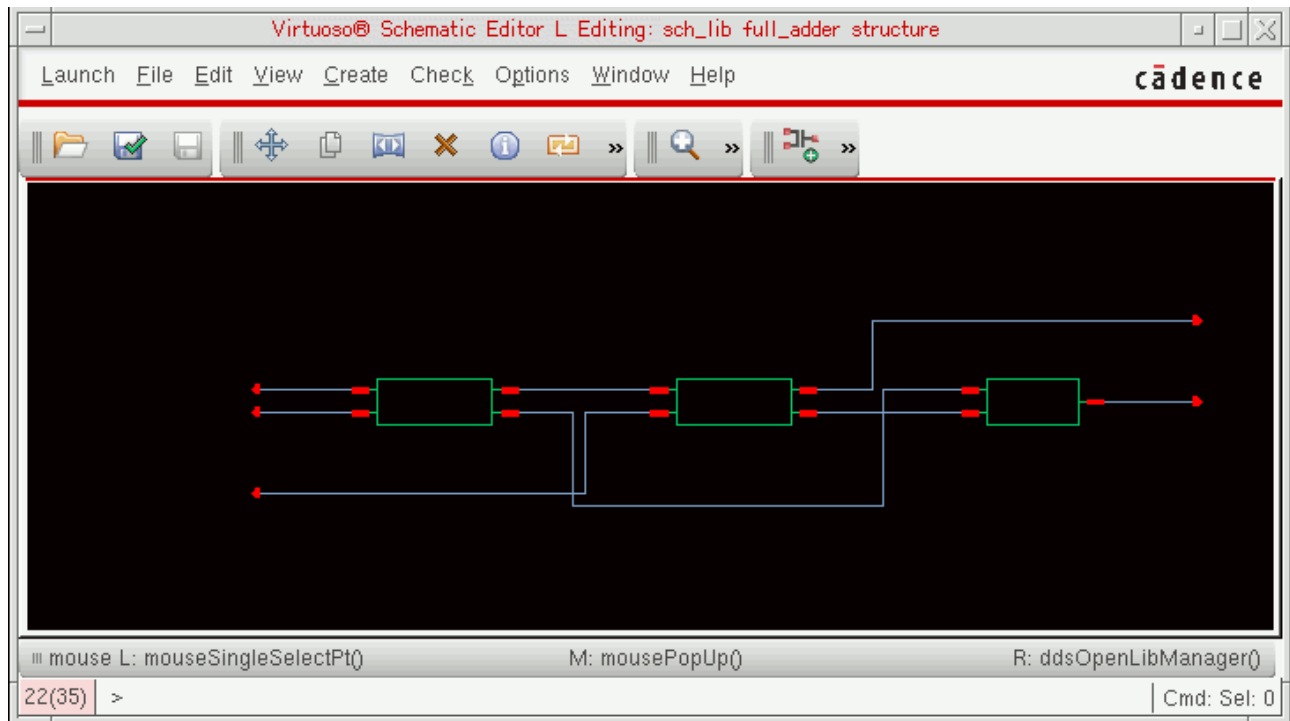 Virtuoso® Schematic Editor L Editing: sch_lib full_adder structure
Launch File Edit View Create Check Options Window Help cādence
» » »
mouse L: mouseSingleSelectPt() M: mousePopUp() R: ddsOpenLibManager()
22(35) > Cmd: Sel: 0